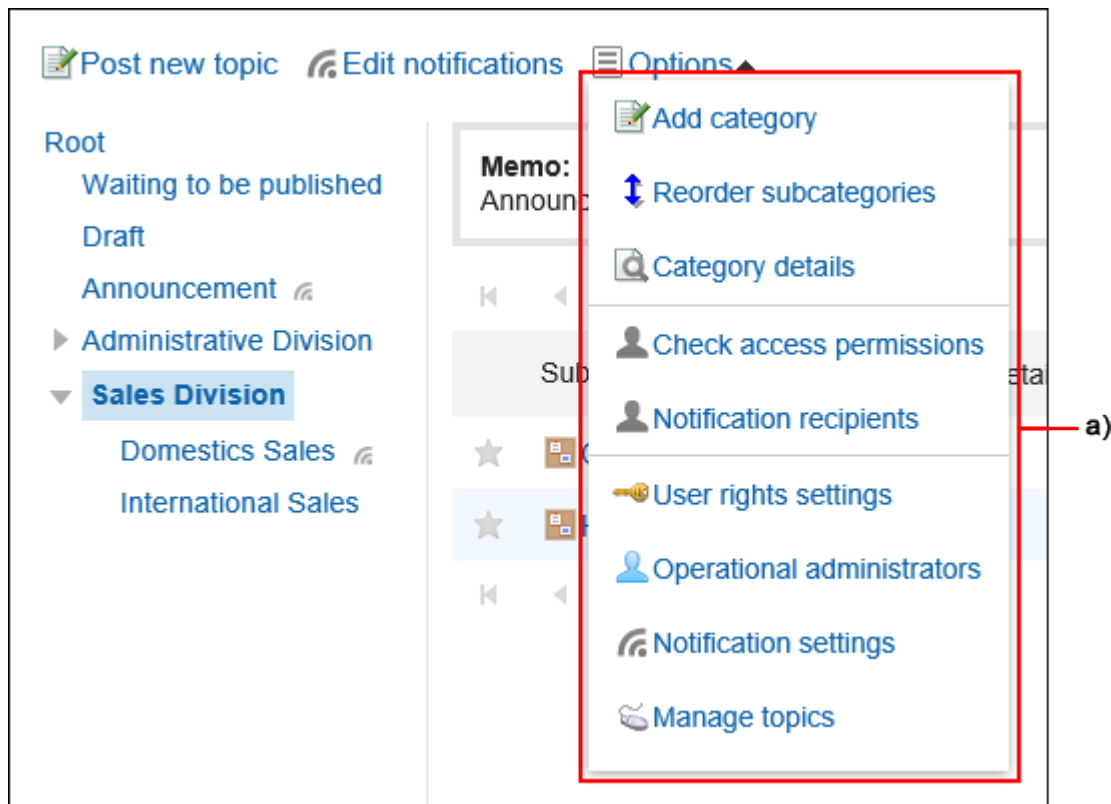 Post new topic Edit notifications Options
Root
Waiting to be published
Draft
Announcement
Administrative Division
Sales Division
Domestics Sales
International Sales
Memo:
Add category
Reorder subcategories
Category details
Check access permissions
Notification recipients
User rights settings
Operational administrators
Notification settings
Manage topics
a)